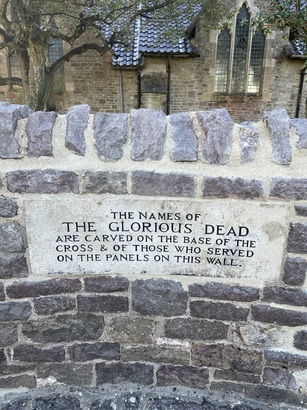 THE NAMES OF
THE GLORIOUS DEAD
ARE CARVED ON THE BASE OF THE
CROSS & OF THOSE WHO SERVED
ON THE PANELS ON THIS WALL.